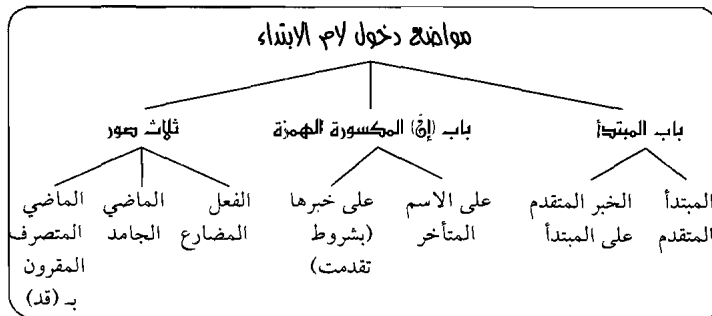 مواضع دخول لام الابتداء
باب المبتدأ
باب (إنَّ) المكسورة الهمزة
ثلاث صور
المبتدأ المتقدم
الخبر المتقدم على المبتدأ
على الاسم المتأخر
على خبرها (بشروط تقدمت)
الفعل المضارع
الماضي الجامد
الماضي المتصرف المقرون بـ (قد)